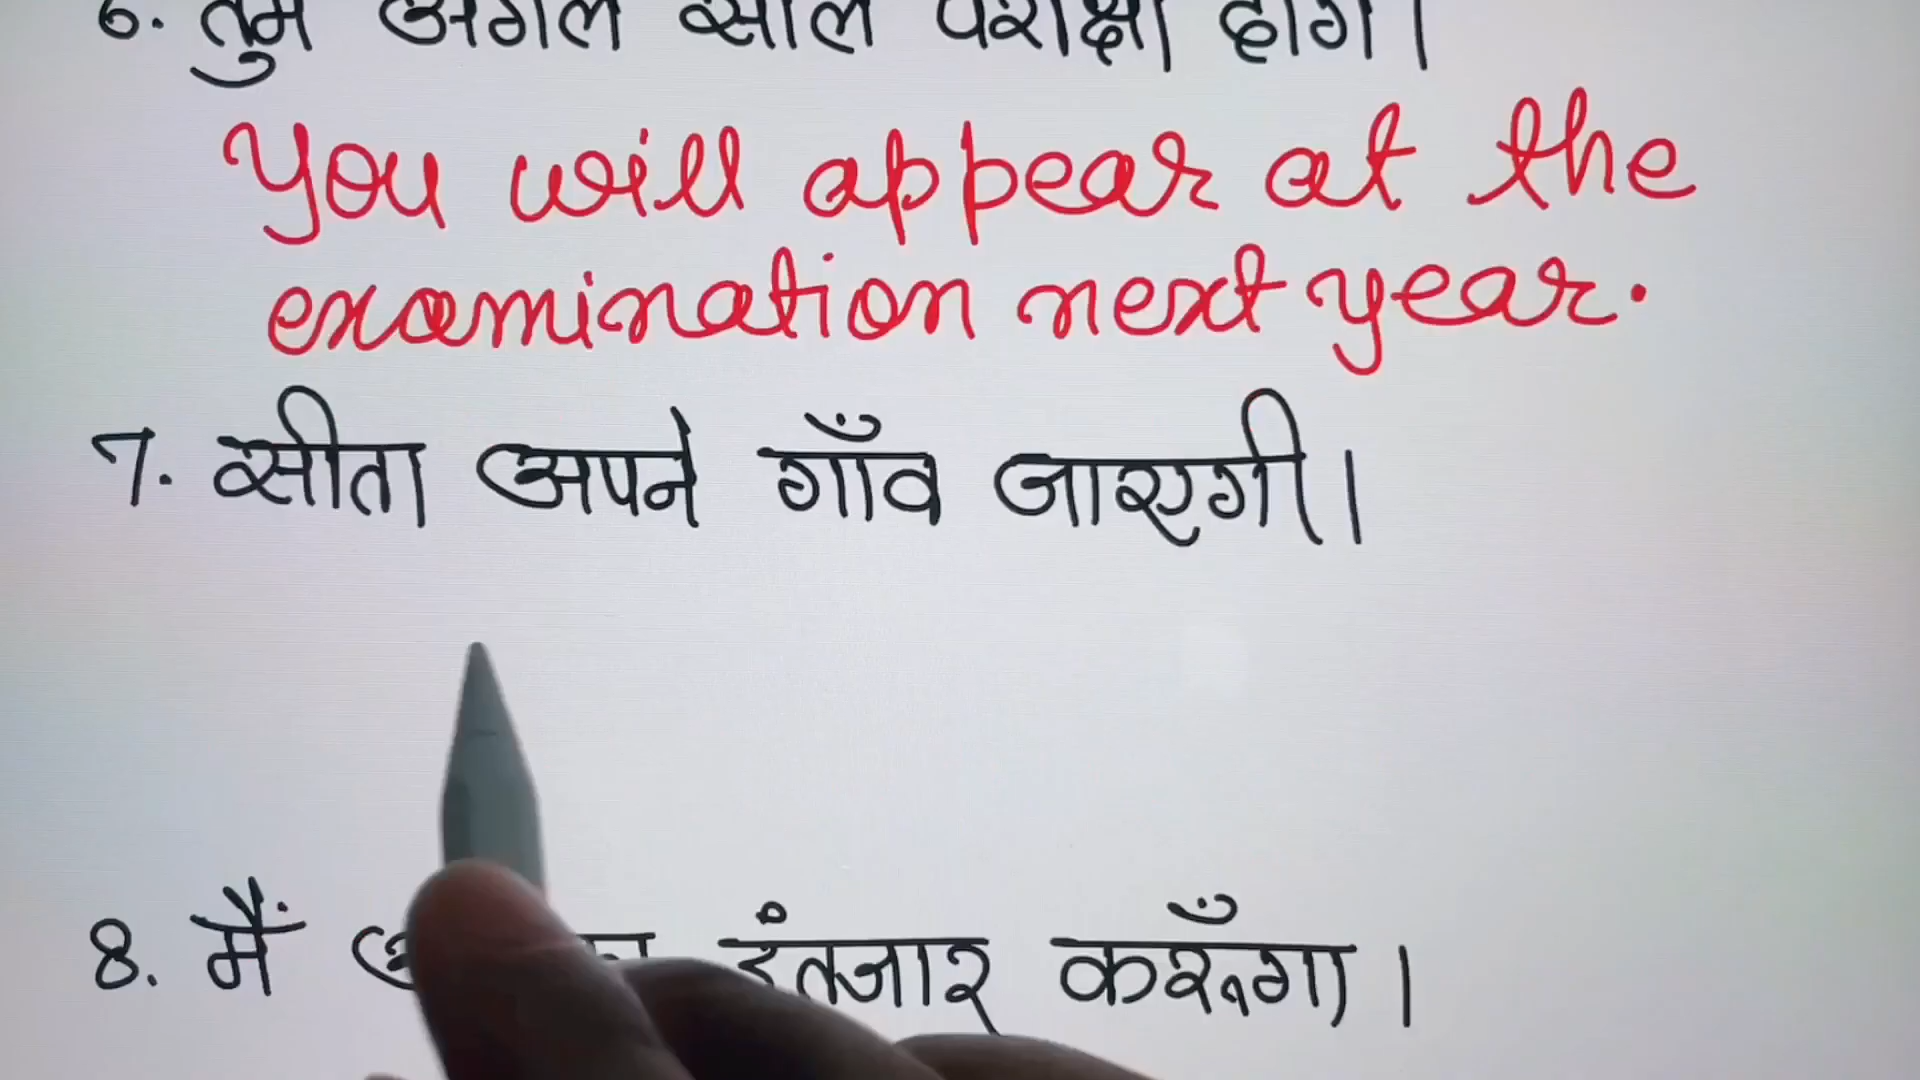 6. तुम अगले साल परीक्षा दोगे।
You will appear at the
examination next year.
7. सीता अपने गाँव जाएगी।
8. मैं इंतजार करूँगा।